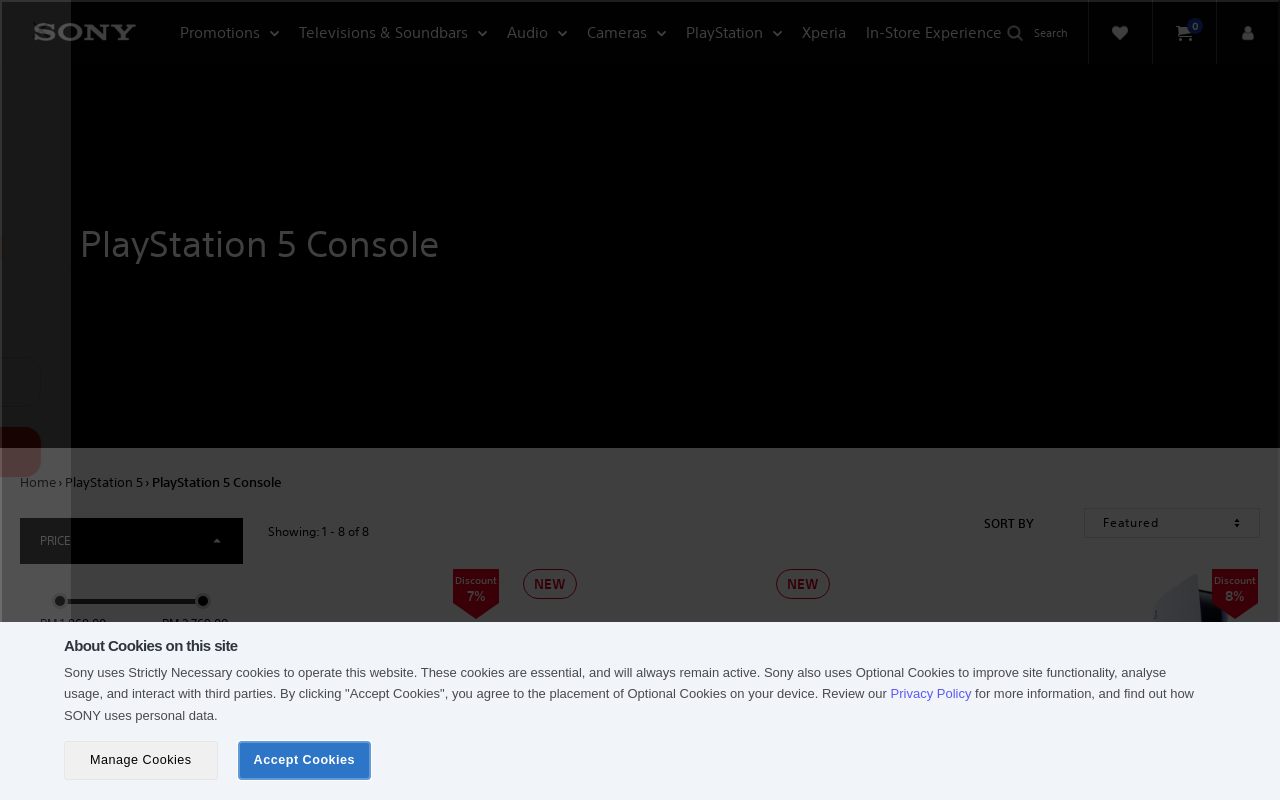 SONY
Promotions
Televisions & Soundbars
Audio
Cameras
PlayStation
Xperia
In-Store Experience
Search
0
PlayStation 5 Console
Home › PlayStation 5 › PlayStation 5 Console
PRICE
Showing: 1 - 8 of 8
SORT BY
Featured
Discount
7%
NEW
NEW
Discount
8%
About Cookies on this site
Sony uses Strictly Necessary cookies to operate this website. These cookies are essential, and will always remain active. Sony also uses Optional Cookies to improve site functionality, analyse
usage, and interact with third parties. By clicking "Accept Cookies", you agree to the placement of Optional Cookies on your device. Review our Privacy Policy for more information, and find out how
SONY uses personal data.
Manage Cookies
Accept Cookies